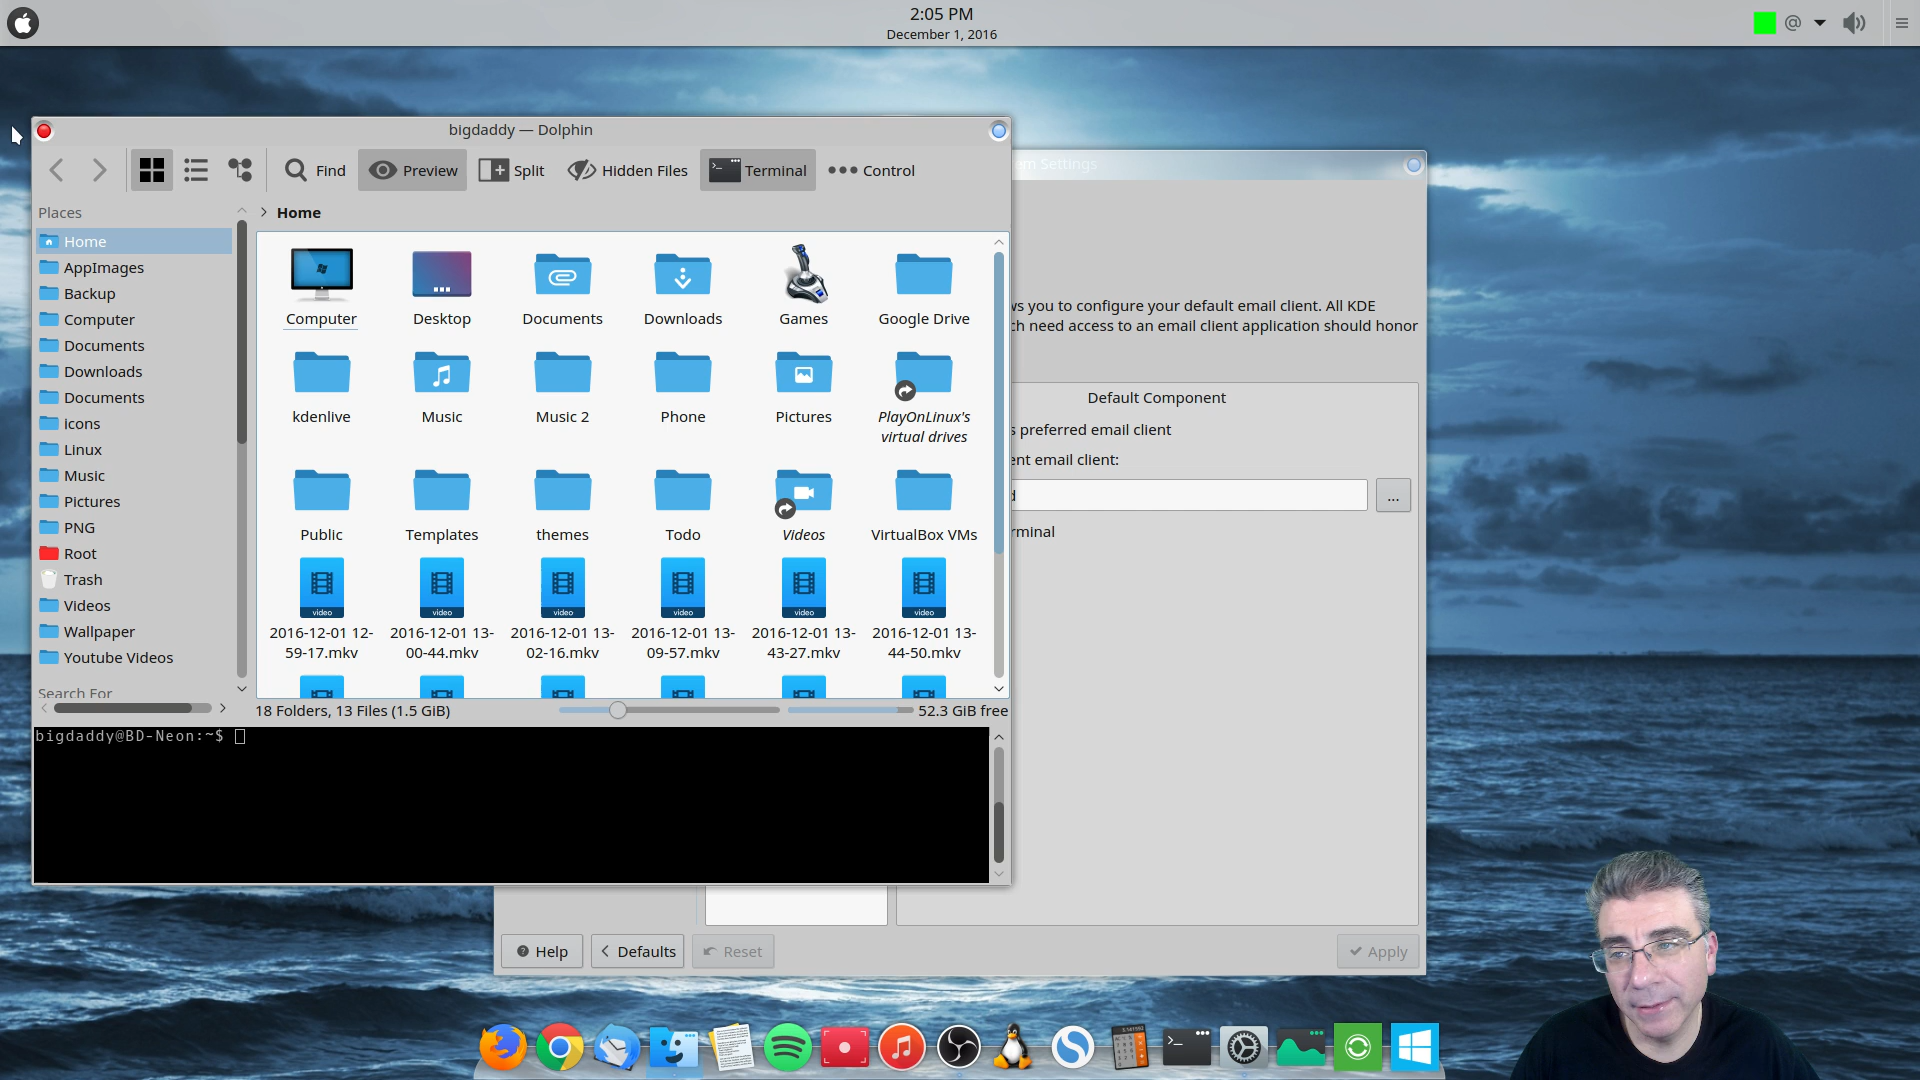 2:05 PM
December 1, 2016
bigdaddy — Dolphin
Find
Preview
Split
Hidden Files
Terminal
Control
Places
Home
AppImages
Backup
Computer
Documents
Downloads
Documents
icons
Linux
Music
Pictures
PNG
Root
Trash
Videos
Wallpaper
Youtube Videos
Search For
Home
Computer
Desktop
Documents
Downloads
Games
Google Drive
kdenlive
Music
Music 2
Phone
Pictures
PlayOnLinux's
virtual drives
Public
Templates
themes
Todo
Videos
VirtualBox VMs
video
video
video
video
video
video
2016-12-01 12-
59-17.mkv
2016-12-01 13-
00-44.mkv
2016-12-01 13-
02-16.mkv
2016-12-01 13-
09-57.mkv
2016-12-01 13-
43-27.mkv
2016-12-01 13-
44-50.mkv
18 Folders, 13 Files (1.5 GiB)
52.3 GiB free
bigdaddy@BD-Neon:~$
Settings
you to configure your default email client. All KDE
need access to an email client application should honor
Default Component
preferred email client
email client:
...
Help
Defaults
Reset
Apply